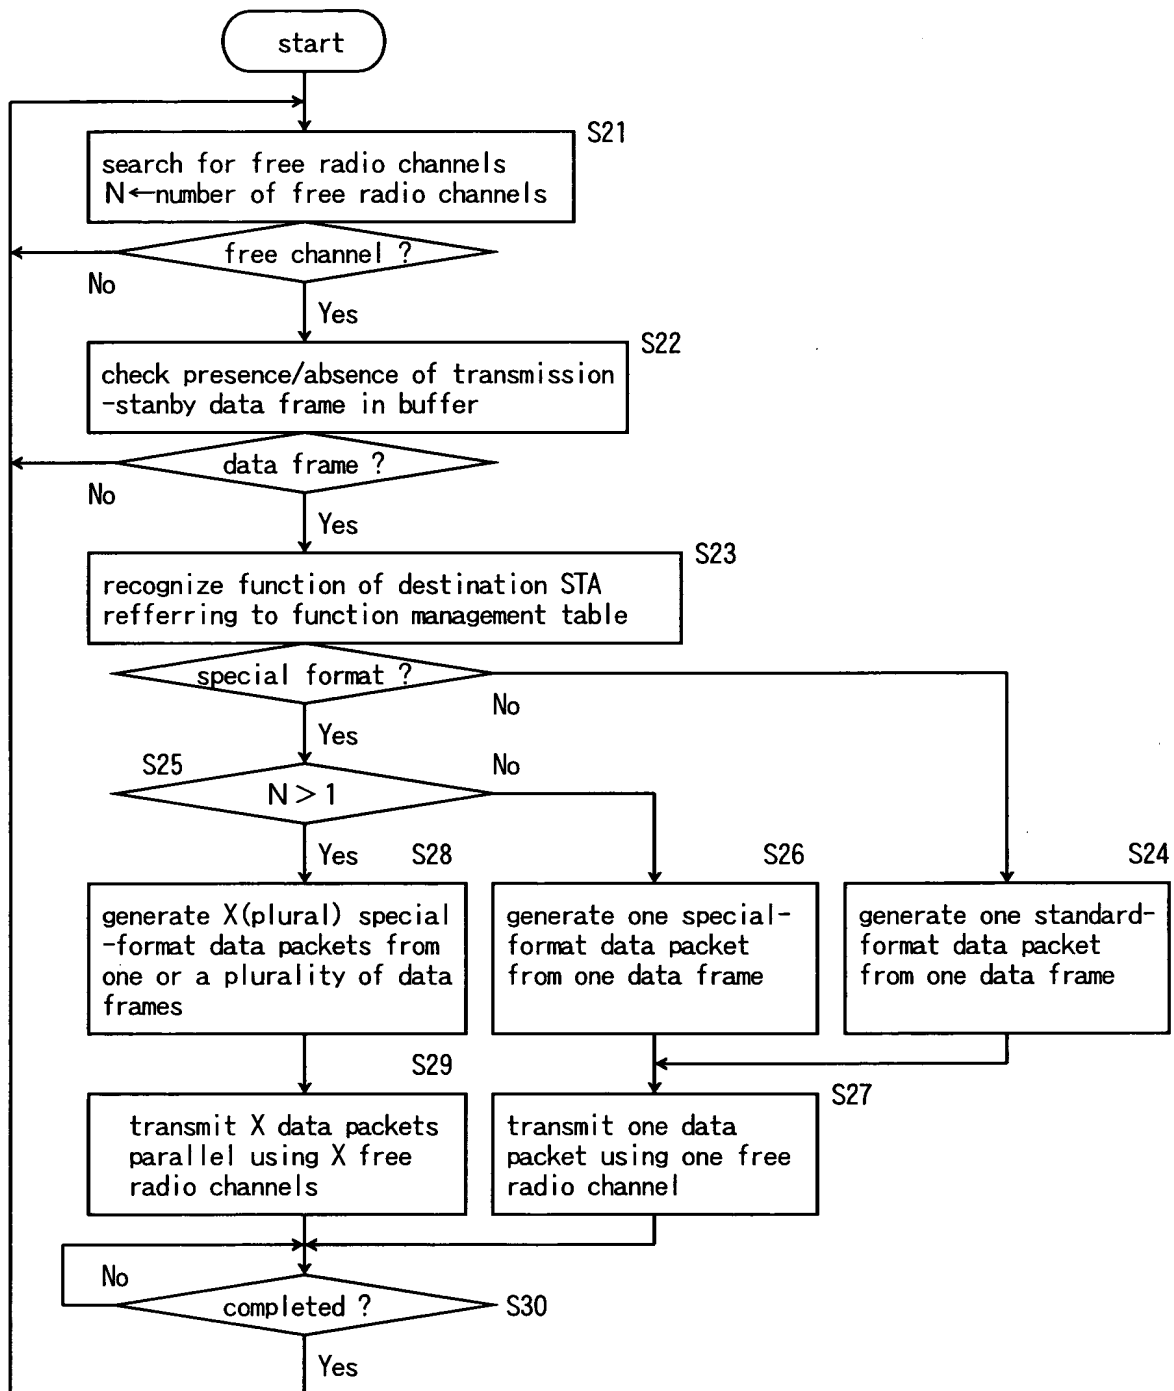 start
S21
search for free radio channels
N←number of free radio channels
free channel ?
No
Yes
S22
check presence/absence of transmission
-stanby data frame in buffer
data frame ?
No
Yes
S23
recognize function of destination STA
refferring to function management table
special format ?
No
Yes
S25
No
N > 1
Yes
S28
S26
S24
generate X(plural) special
-format data packets from
one or a plurality of data
frames
generate one special-
format data packet
from one data frame
generate one standard-
format data packet
from one data frame
S29
S27
transmit X data packets
parallel using X free
radio channels
transmit one data
packet using one free
radio channel
No
completed ?
S30
Yes